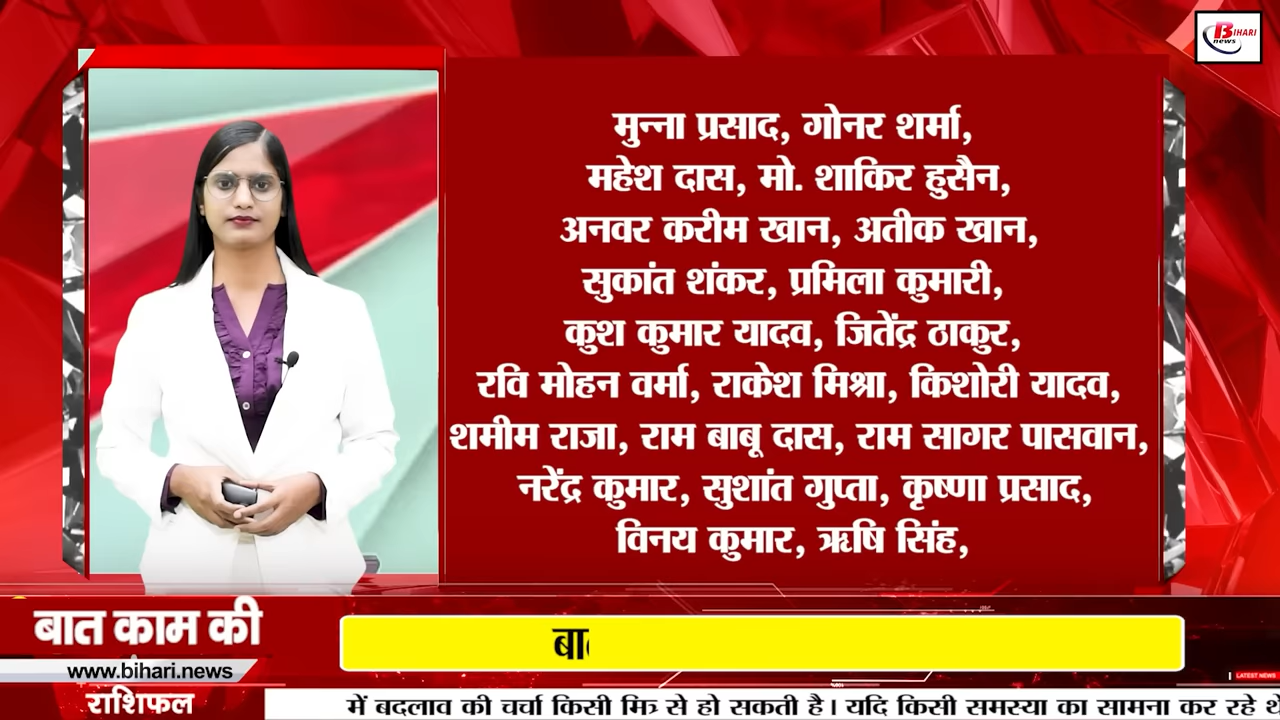 BIHARI
news
मुन्ना प्रसाद, गोनर शर्मा,
महेश दास, मो. शाकिर हुसैन,
अनवर करीम खान, अतीक खान,
सुकांत शंकर, प्रमिला कुमारी,
कुश कुमार यादव, जितेंद्र ठाकुर,
रवि मोहन वर्मा, राकेश मिश्रा, किशोरी यादव,
शमीम राजा, राम बाबू दास, राम सागर पासवान,
नरेंद्र कुमार, सुशांत गुप्ता, कृष्णा प्रसाद,
विनय कुमार, ऋषि सिंह,
बात काम की
www.bihari.news
LATEST NEWS
राशिफल
में बदलाव की चर्चा किसी मित्र से हो सकती है। यदि किसी समस्या का सामना कर रहे